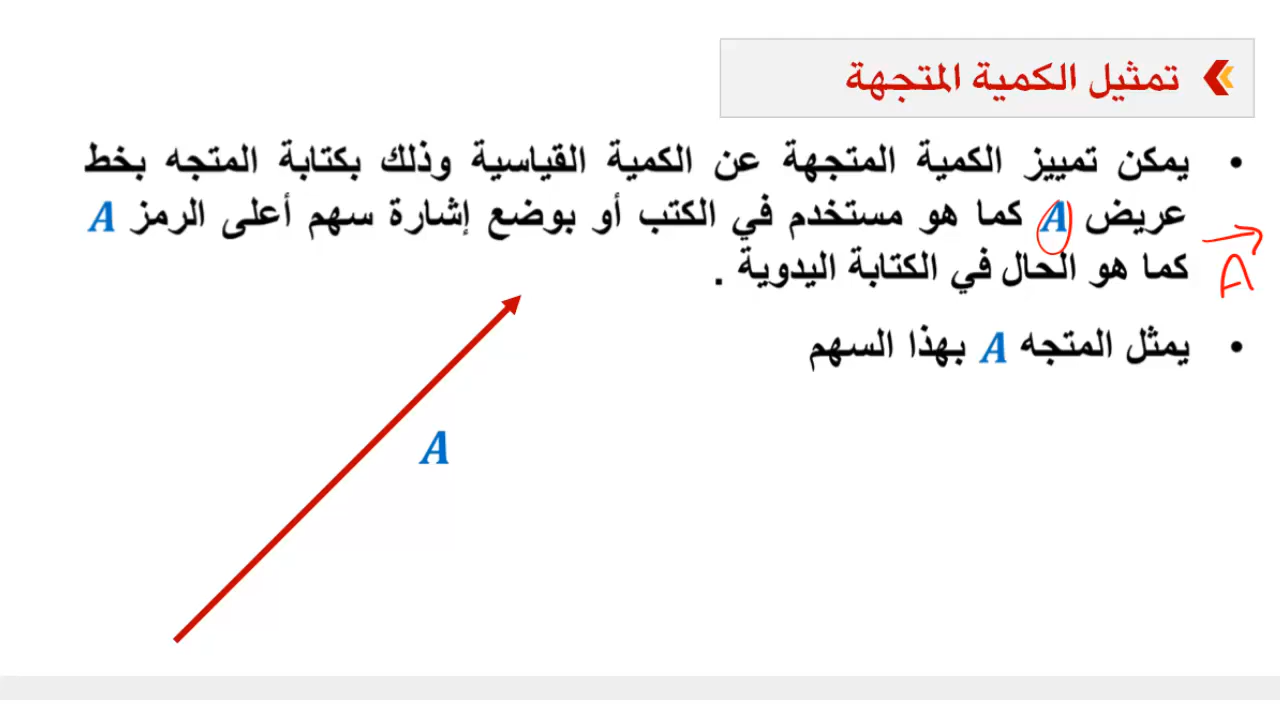 تمثيل الكمية المتجهة
• يمكن تمييز الكمية المتجهة عن الكمية القياسية وذلك بكتابة المتجه بخط
عريض A كما هو مستخدم في الكتب أو بوضع إشارة سهم أعلى الرمز A
كما هو الحال في الكتابة اليدوية .
A
• يمثل المتجه A بهذا السهم
A